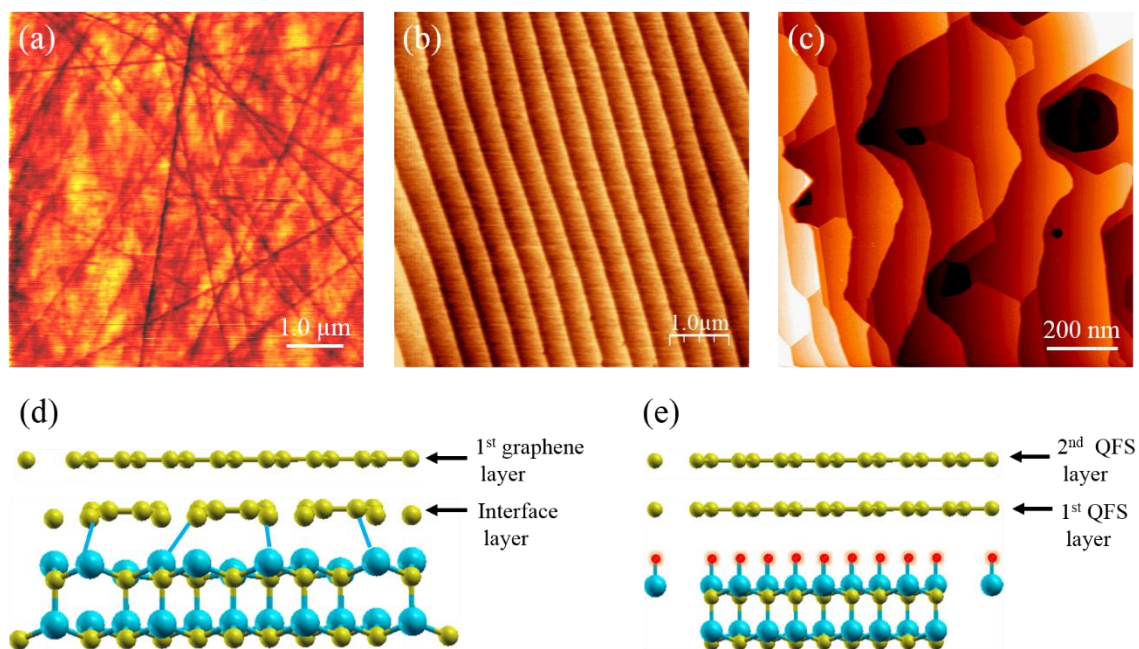 (a)
1.0 μm
(b)
1.0μm
(c)
200 nm
(d)
1st graphene
layer
Interface
layer
(e)
2nd QFS
layer
1st QFS
layer